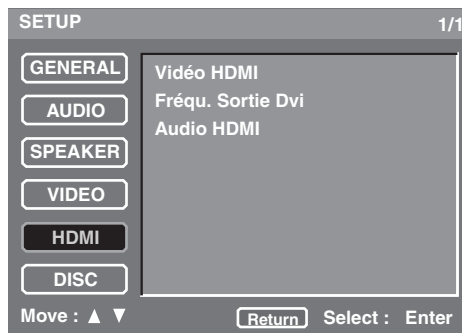 SETUP 1/1
GENERAL
AUDIO
SPEAKER
VIDEO
HDMI
DISC
Vidéo HDMI
Fréqu. Sortie Dvi
Audio HDMI
Move : ▲ ▼ Return Select : Enter